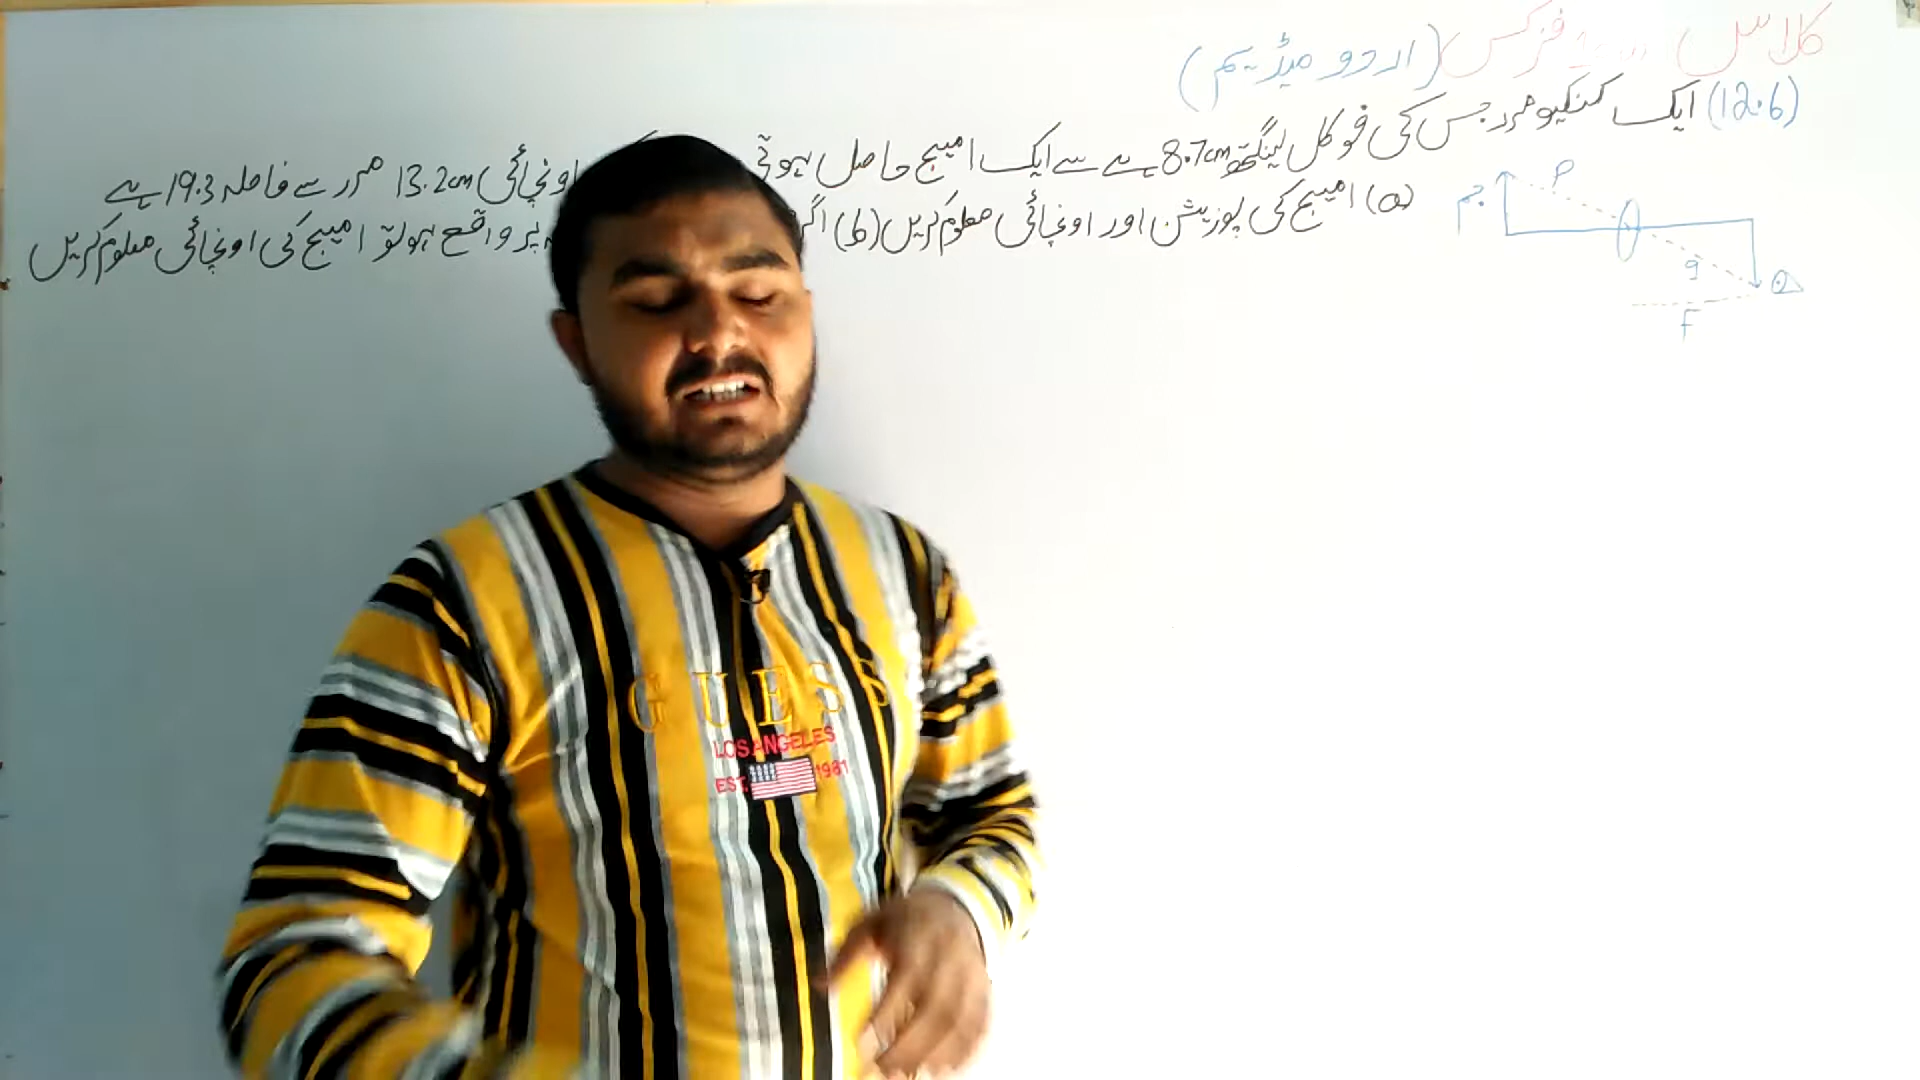 کلاس فزکس (اردو میڈیم)
(12.6) ایک کنکیو مرر جس کی فوکل لینگتھ 8.7cm ہے سے ایک امیج حاصل ہوتی اونچائی 13.2cm مرر سے فاصلہ 19.3 ہے
(a) امیج کی پوزیشن اور اونچائی معلوم کریں (b) اگر پر واقع ہو تو امیج کی اونچائی معلوم کریں
P
q
F
GUESS
LOS ANGELES
EST. 1981